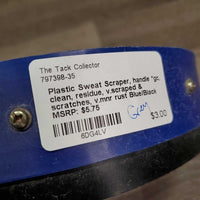 The Tack Collector
797398-35
Plastic Sweat Scraper, handle *gc,
clean, residue, v.scraped &
scratches, v.mnr rust Blue/Black
MSRP: $5.75
$3.00
6DG4LV